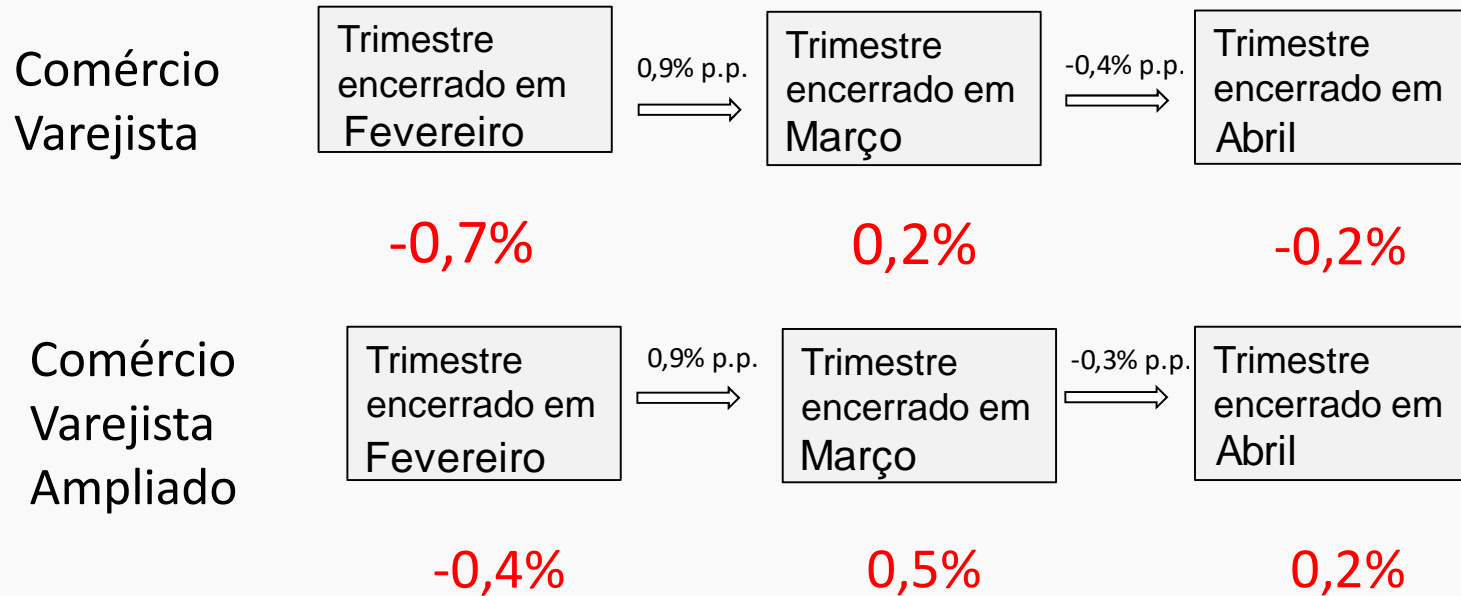 Comércio
Varejista
Trimestre
encerrado em
Fevereiro
0,9% p.p.
Trimestre
encerrado em
Março
-0,4% p.p.
Trimestre
encerrado em
Abril
-0,7%
0,2%
-0,2%
Comércio
Varejista
Ampliado
Trimestre
encerrado em
Fevereiro
0,9% p.p.
Trimestre
encerrado em
Março
-0,3% p.p.
Trimestre
encerrado em
Abril
-0,4%
0,5%
0,2%